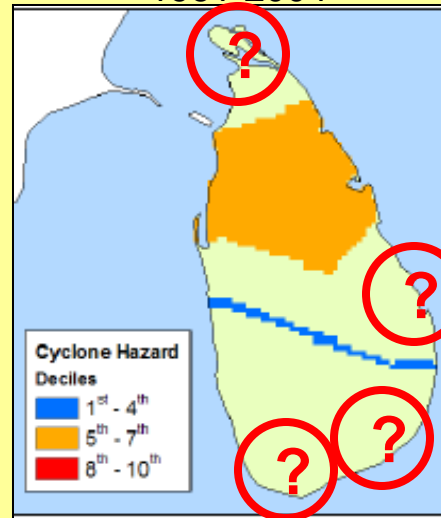 ?
?
Cyclone Hazard
Deciles
1st - 4th
5th - 7th
8th - 10th
?
?